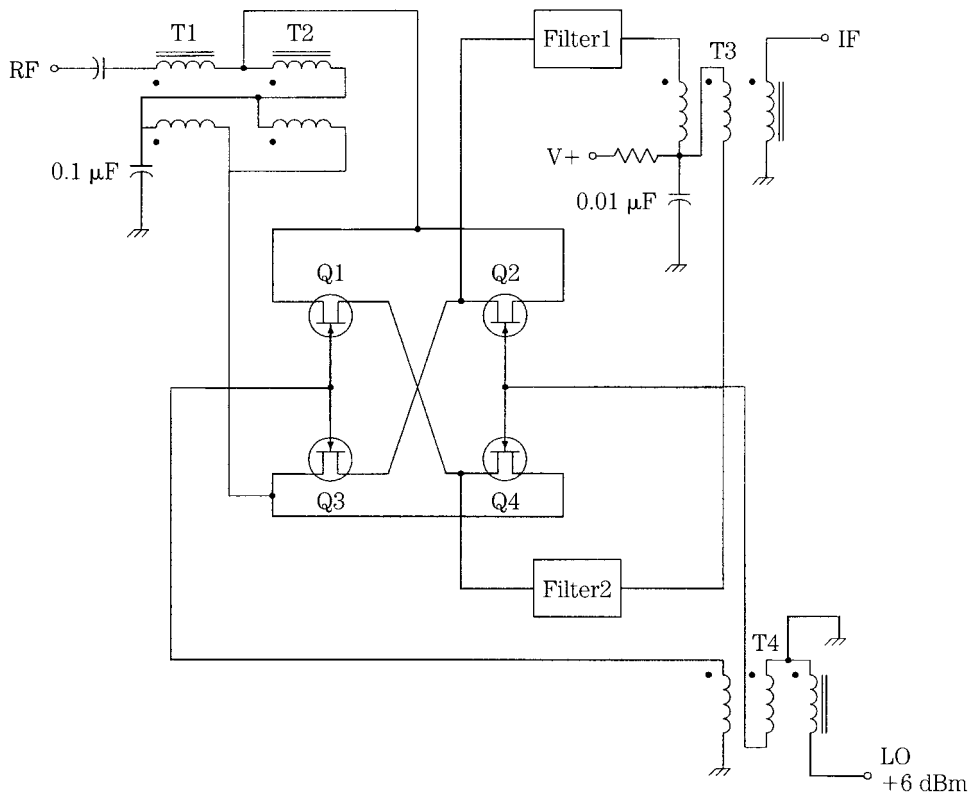 T1
T2
RF
0.1 µF
Filter1
T3
IF
V+
0.01 µF
Q1
Q2
Q3
Q4
Filter2
T4
LO
+6 dBm